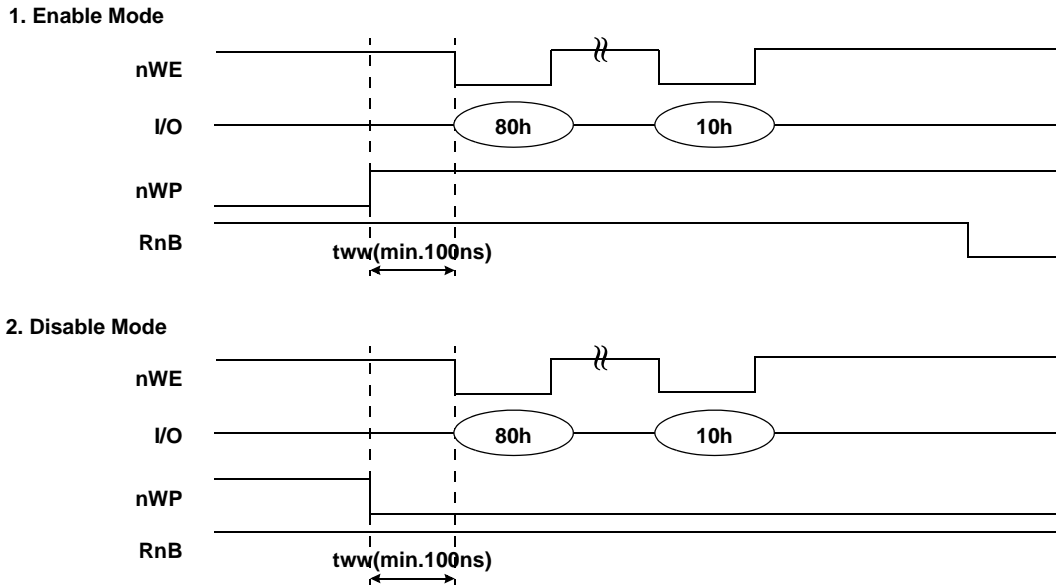 1. Enable Mode
nWE
I/O 80h 10h
nWP
RnB
tww(min.100ns)
2. Disable Mode
nWE
I/O 80h 10h
nWP
RnB
tww(min.100ns)